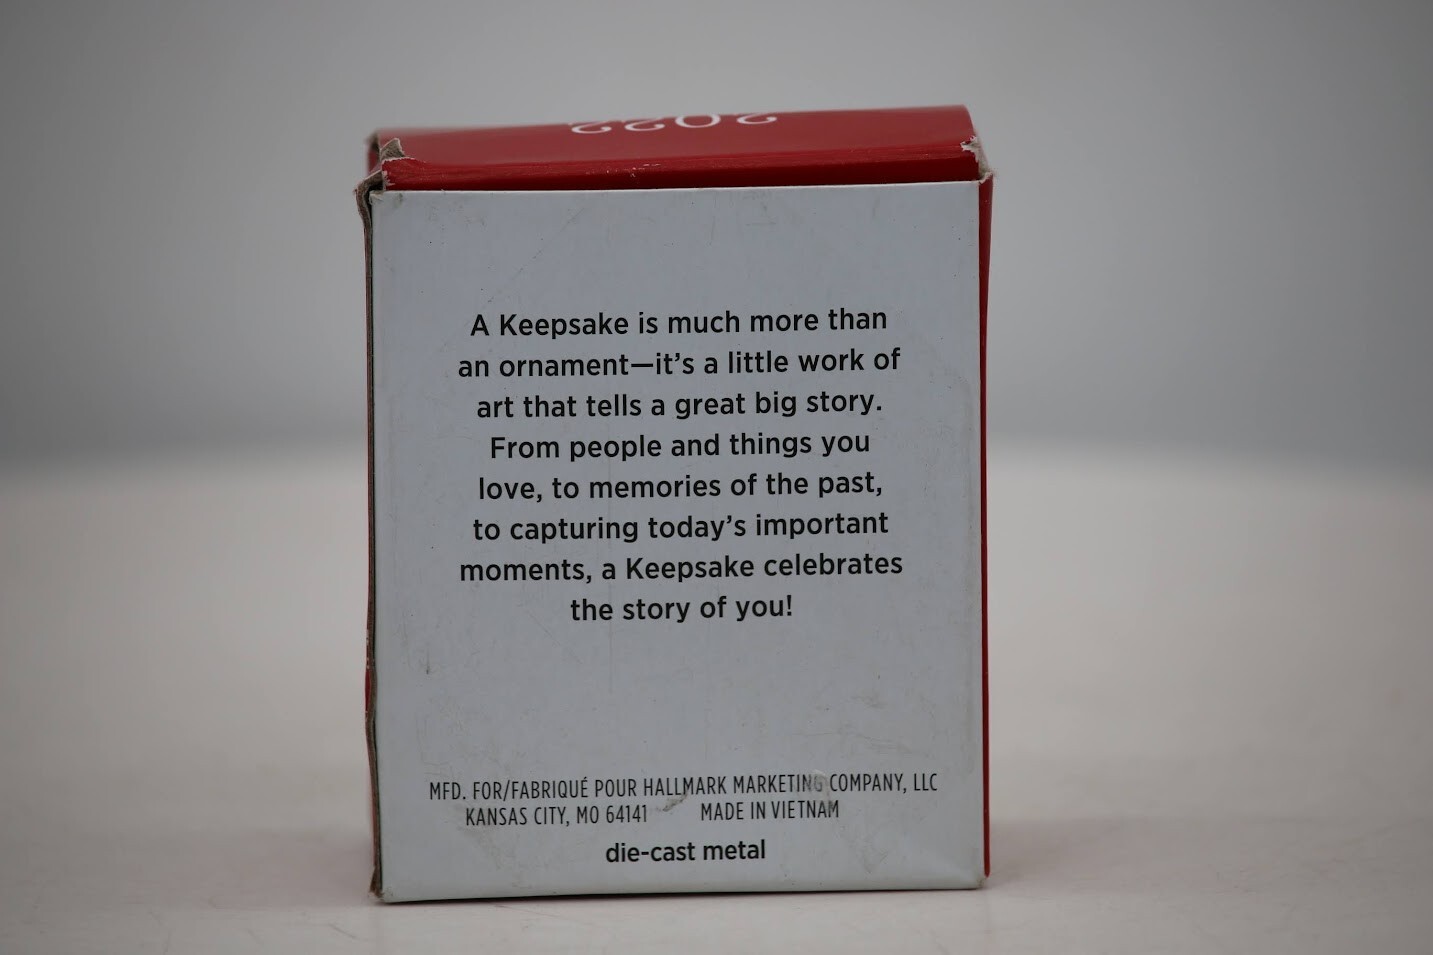 2022
A Keepsake is much more than
an ornament—it's a little work of
art that tells a great big story.
From people and things you
love, to memories of the past,
to capturing today's important
moments, a Keepsake celebrates
the story of you!
MFD. FOR/FABRIQUÉ POUR HALLMARK MARKETING COMPANY, LLC
KANSAS CITY, MO 64141 MADE IN VIETNAM
die-cast metal